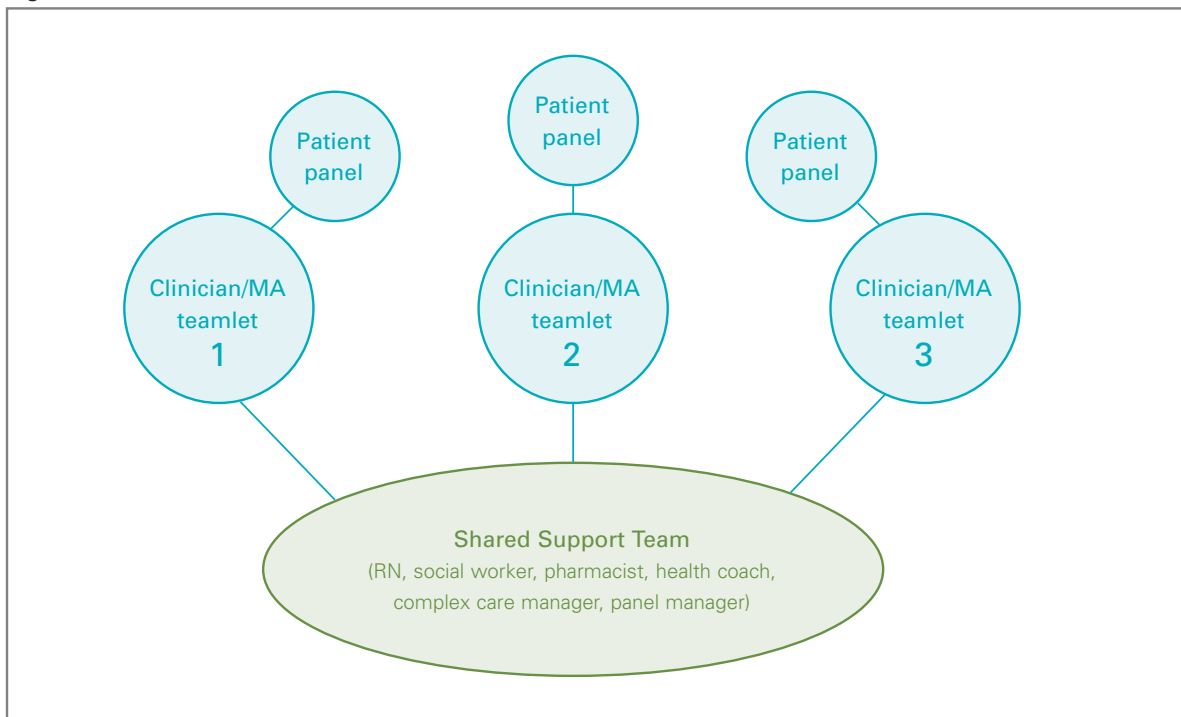 Patient
panel
Patient
panel
Patient
panel
Clinician/MA
teamlet
1
Clinician/MA
teamlet
2
Clinician/MA
teamlet
3
Shared Support Team
(RN, social worker, pharmacist, health coach,
complex care manager, panel manager)